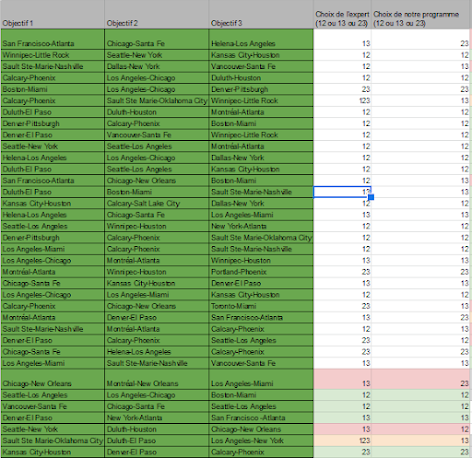 Objectif 1 Objectif 2 Objectif 3 Choix de l'expert (12 ou 13 ou 23) Choix de notre programme (12 ou 13 ou 23)
San Francisco-Atlanta Chicago-Santa Fe Helena-Los Angeles 13 23
Winnipeg-Little Rock Seattle-New York Kansas City-Houston 12 12
Sault Ste-Marie-Nashville Dallas-New York Vancouver-Santa Fe 12 13
Calcary-Phoenix Los Angeles-Chicago Duluth-Houston 12 12
Boston-Miami Los Angeles-Chicago Denver-Pittsburgh 23 23
Calcary-Phoenix Sault Ste Marie-Oklahoma City Winnipeg-Little Rock 123 13
Duluth-El Paso Duluth-Houston Montréal-Atlanta 12 12
Denver-Pittsburgh Calcary-Phoenix Boston-Miami 12 12
Denver-El Paso Vancouver-Santa Fe Winnipeg-Little Rock 12 12
Seattle-New York Seattle-Los Angeles Montréal-Atlanta 12 12
Helena-Los Angeles Los Angeles-Chicago Dallas-New York 12 12
Duluth-El Paso Seattle-Los Angeles Kansas City-Houston 12 12
San Francisco-Atlanta Chicago-New Orleans Boston-Miami 12 13
Duluth-El Paso Boston-Miami Sault Ste-Marie-Nashville 13 13
Kansas City-Houston Calcary-Salt Lake City Dallas-New York 12 12
Helena-Los Angeles Chicago-Santa Fe Los Angeles-Miami 13 13
Seattle-Los Angeles Winnipeg-Houston New York-Atlanta 12 12
Denver-Pittsburgh Calcary-Phoenix Sault Ste Marie-Oklahoma City 12 12
Los Angeles-Miami Calcary-Phoenix Denver-El Paso 12 12
Los Angeles-Chicago Montréal-Atlanta Winnipeg-Houston 13 13
Montréal-Atlanta Winnipeg-Houston Portland-Phoenix 23 23
Chicago-Santa Fe Kansas City-Houston Denver-El Paso 13 13
Los Angeles-Chicago Los Angeles-Miami Kansas City-Houston 12 12
Calcary-Phoenix Chicago-New Orleans Toronto-Miami 23 13
Montréal-Atlanta Denver-El Paso San Francisco-Atlanta 13 23
Sault Ste-Marie-Nashville Montréal-Atlanta Calcary-Phoenix 12 13
Denver-El Paso Calcary-Phoenix Seattle-Los Angeles 23 12
Chicago-Santa Fe Helena-Los Angeles Calcary-Phoenix 23 23
Los Angeles-Miami Sault Ste-Marie-Nashville Vancouver-Santa Fe 13 13
Chicago-New Orleans Montréal-New Orleans Los Angeles-Miami 13 23
Seattle-Los Angeles Los Angeles-Chicago Boston-Miami 12 12
Vancouver-Santa Fe Chicago-Santa Fe Seattle-Los Angeles 12 12
Denver-El Paso New York-Atlanta San Francisco -Atlanta 13 13
Seattle-New York Duluth-Houston Chicago-New Orleans 13 12
Sault Ste Marie-Oklahoma City Duluth-El Paso Los Angeles-New York 123 13
Kansas City-Houston Denver-El Paso Calcary-Phoenix 23 23